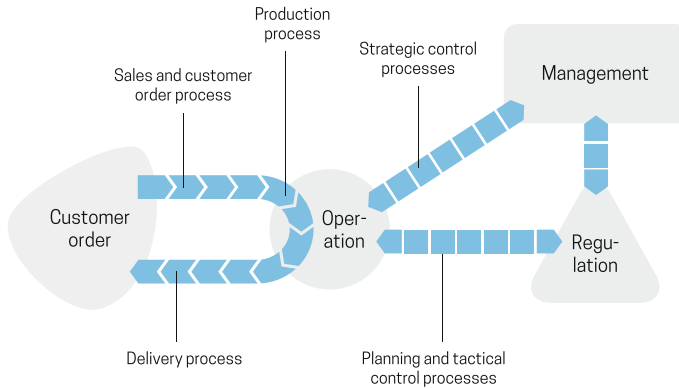 Production
process
Strategic control
processes
Management
Sales and customer
order process
Customer
order
Oper-
ation
Regu-
lation
Delivery process
Planning and tactical
control processes